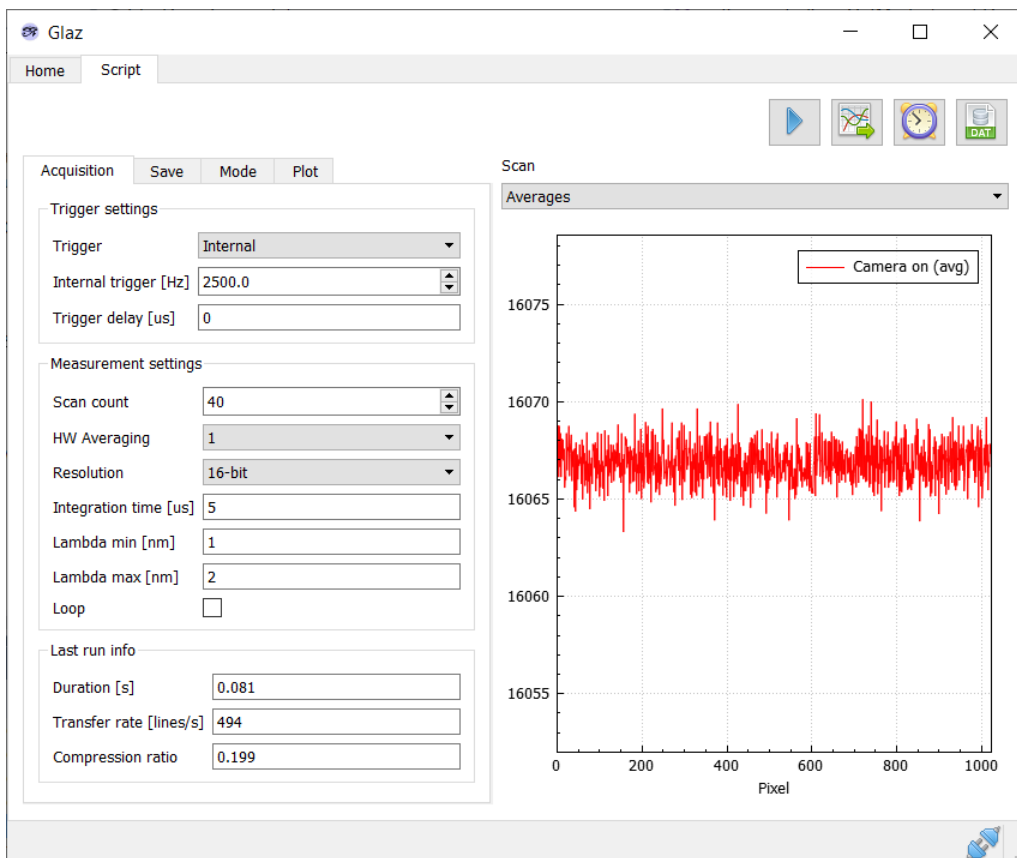 Glaz
Home Script
DAT
Acquisition Save Mode Plot
Scan
Averages
Trigger settings
Trigger Internal
Internal trigger [Hz] 2500.0
Trigger delay [us] 0
Measurement settings
Scan count 40
HW Averaging 1
Resolution 16-bit
Integration time [us] 5
Lambda min [nm] 1
Lambda max [nm] 2
Loop
Last run info
Duration [s] 0.081
Transfer rate [lines/s] 494
Compression ratio 0.199
Camera on (avg)
16075
16070
16065
16060
16055
0 200 400 600 800 1000
Pixel